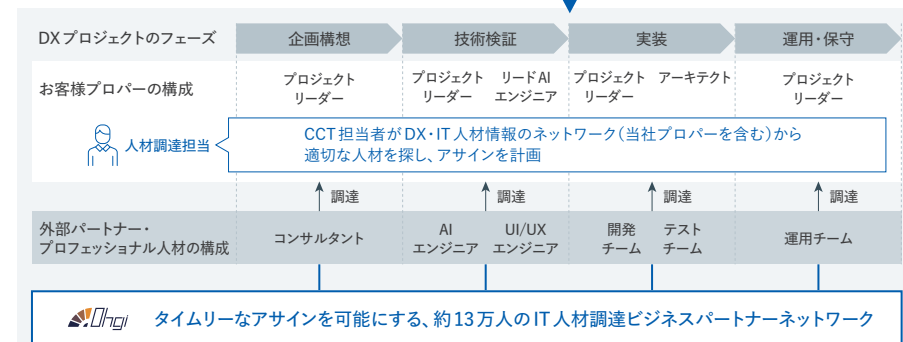 DXプロジェクトのフェーズ 企画構想 技術検証 実装 運用・保守
お客様プロパーの構成
プロジェクト
リーダー
プロジェクト
リーダー
リードAI
エンジニア
プロジェクト
リーダー
アーキテクト
プロジェクト
リーダー
人材調達担当
CCT担当者がDX・IT人材情報のネットワーク(当社プロパーを含む)から
適切な人材を探し、アサインを計画
調達 調達 調達 調達
外部パートナー・
プロフェッショナル人材の構成
コンサルタント
AI
エンジニア
UI/UX
エンジニア
開発
チーム
テスト
チーム
運用チーム
Ohgi タイムリーなアサインを可能にする、約13万人のIT人材調達ビジネスパートナーネットワーク